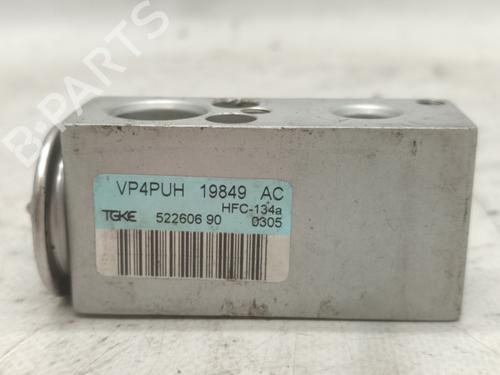 B-PARTS
VP4PUH 19849 AC
HFC-134a
TGKE 522606 90 0305